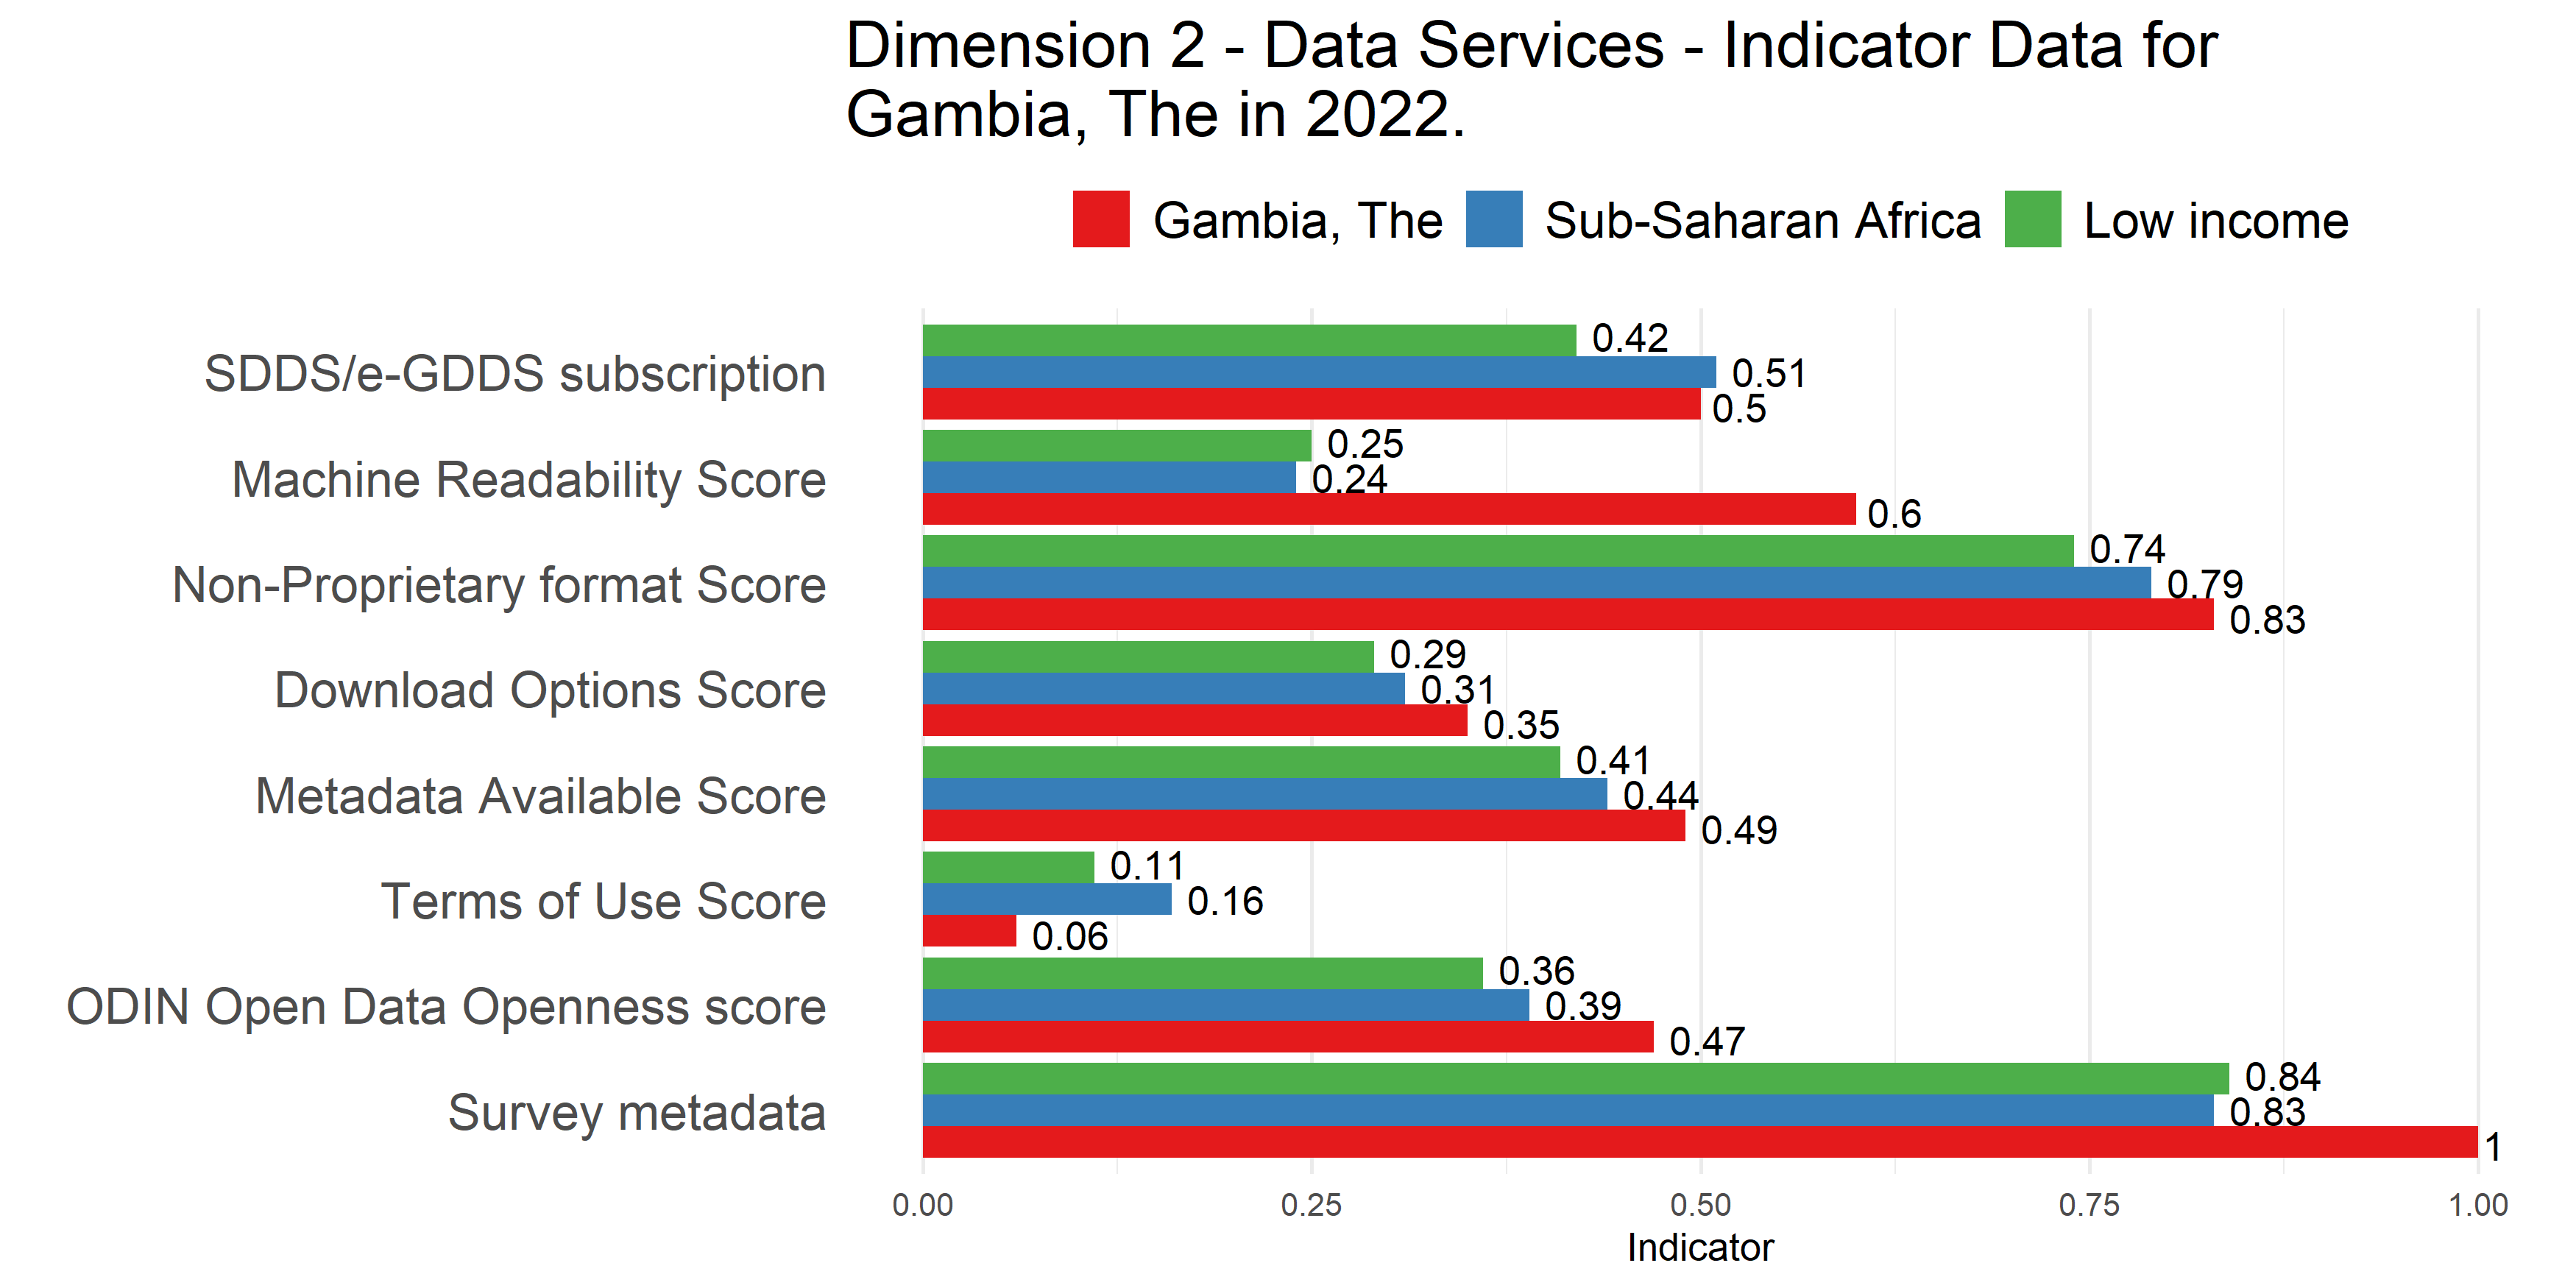 Dimension 2 - Data Services - Indicator Data for
Gambia, The in 2022.
Gambia, The Sub-Saharan Africa Low income
SDDS/e-GDDS subscription
0.42
0.51
0.5
Machine Readability Score
0.25
0.24
0.6
Non-Proprietary format Score
0.74
0.79
0.83
Download Options Score
0.29
0.31
0.35
Metadata Available Score
0.41
0.44
0.49
Terms of Use Score
0.11
0.16
0.06
ODIN Open Data Openness score
0.36
0.39
0.47
Survey metadata
0.84
0.83
1
0.00 0.25 0.50 0.75 1.00
Indicator